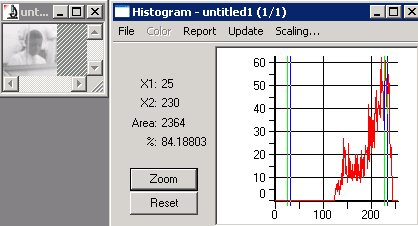 unt...
Histogram - untitled1 (1/1)
File Color Report Update Scaling...
X1: 25
X2: 230
Area: 2364
%: 84.18803
Zoom
Reset
60
50
40
30
20
10
0
0 100 200